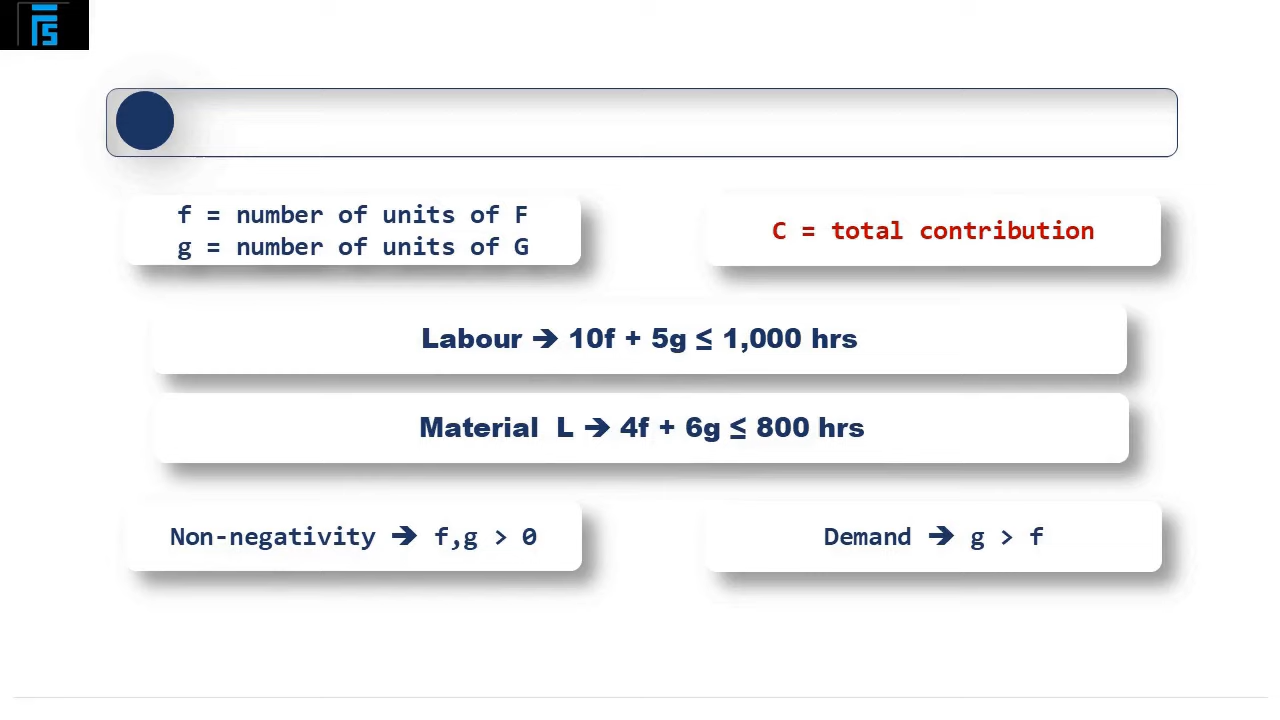 f = number of units of F
g = number of units of G
C = total contribution
Labour ➔ 10f + 5g ≤ 1,000 hrs
Material  L ➔ 4f + 6g ≤ 800 hrs
Non-negativity ➔ f,g > 0
Demand ➔ g > f